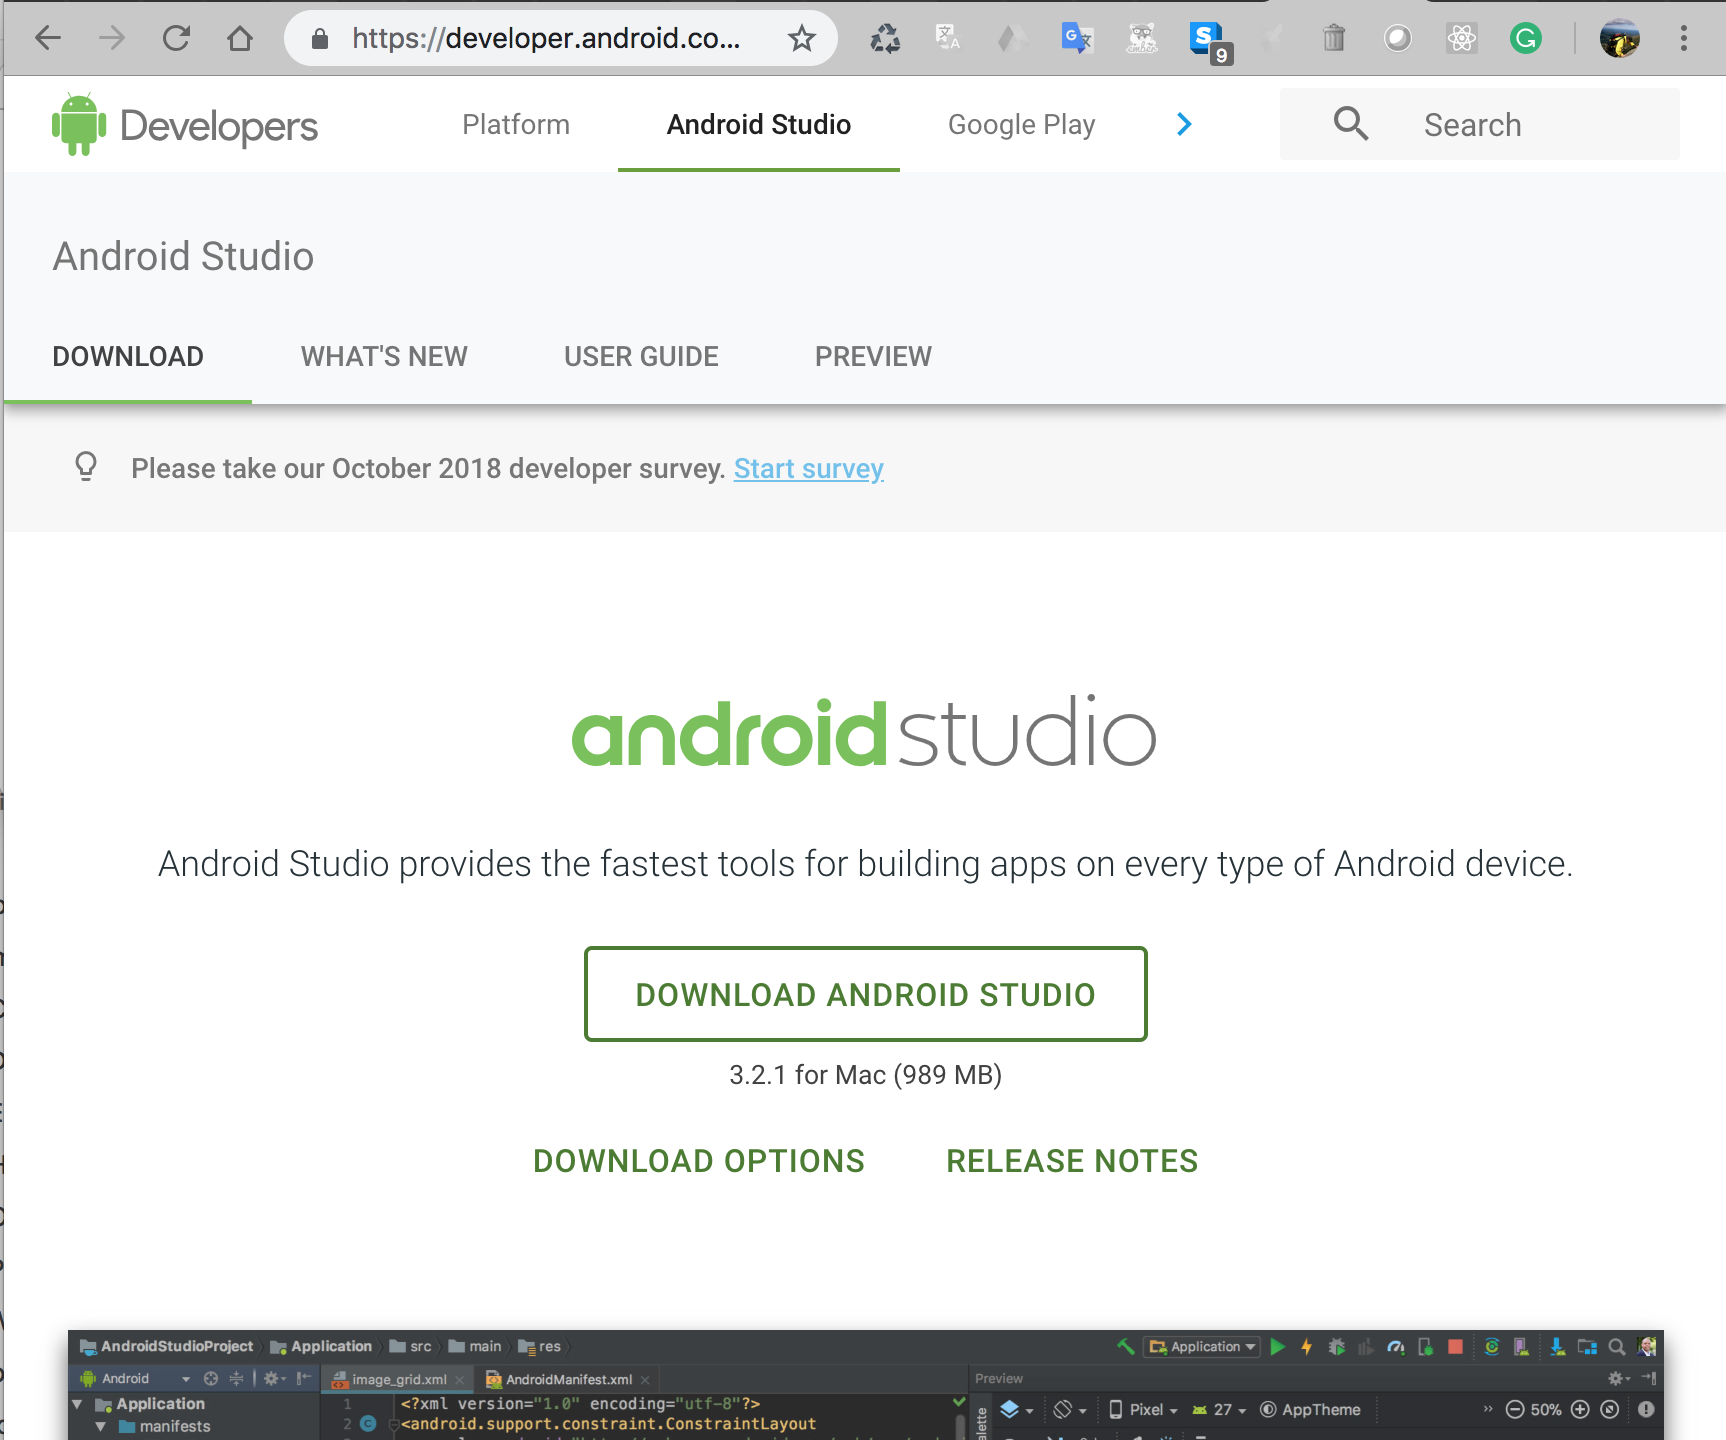 https://developer.android.co...
9
Developers
Platform
Android Studio
Google Play
Search
Android Studio
DOWNLOAD
WHAT'S NEW
USER GUIDE
PREVIEW
Please take our October 2018 developer survey. Start survey
androidstudio
Android Studio provides the fastest tools for building apps on every type of Android device.
DOWNLOAD ANDROID STUDIO
3.2.1 for Mac (989 MB)
DOWNLOAD OPTIONS
RELEASE NOTES
AndroidStudioProject Application src main res
Application
Android
image_grid.xml
AndroidManifest.xml
Preview
Application
1 <?xml version="1.0" encoding="utf-8"?>
Pixel 27 AppTheme 50%
manifests
2 <android.support.constraint.ConstraintLayout